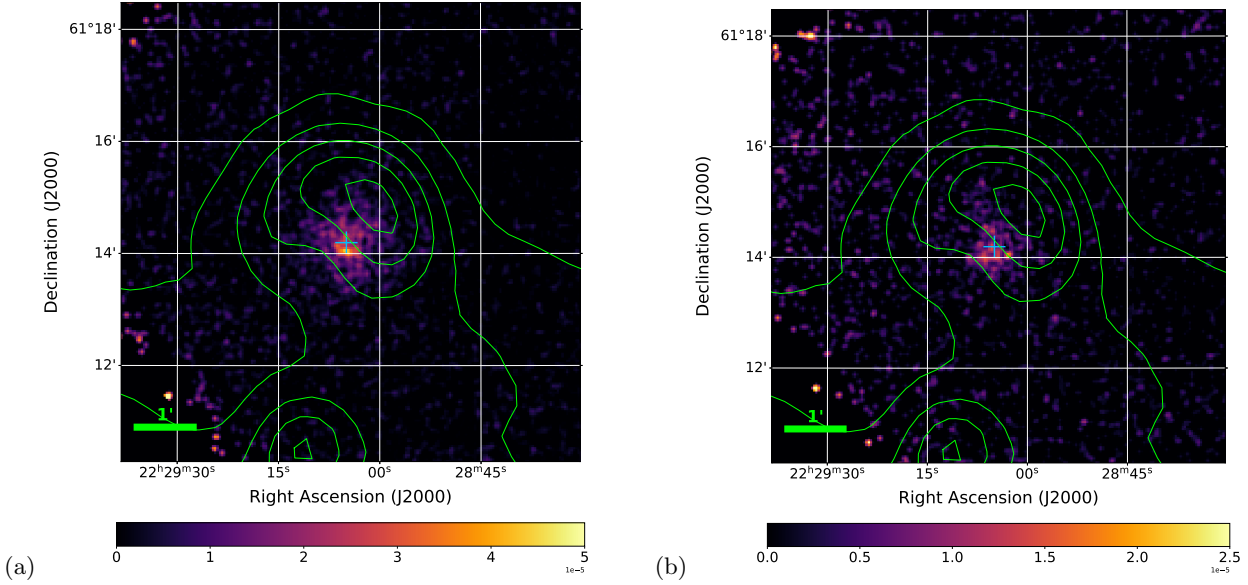 61°18'
16'
14'
12'
Declination (J2000)
1'
22ʰ29ᵐ30ˢ
15ˢ
00ˢ
28ᵐ45ˢ
Right Ascension (J2000)
0
1
2
3
4
5
1e−5
(a)
61°18'
16'
14'
12'
Declination (J2000)
1'
22ʰ29ᵐ30ˢ
15ˢ
00ˢ
28ᵐ45ˢ
Right Ascension (J2000)
0.0
0.5
1.0
1.5
2.0
2.5
1e−5
(b)